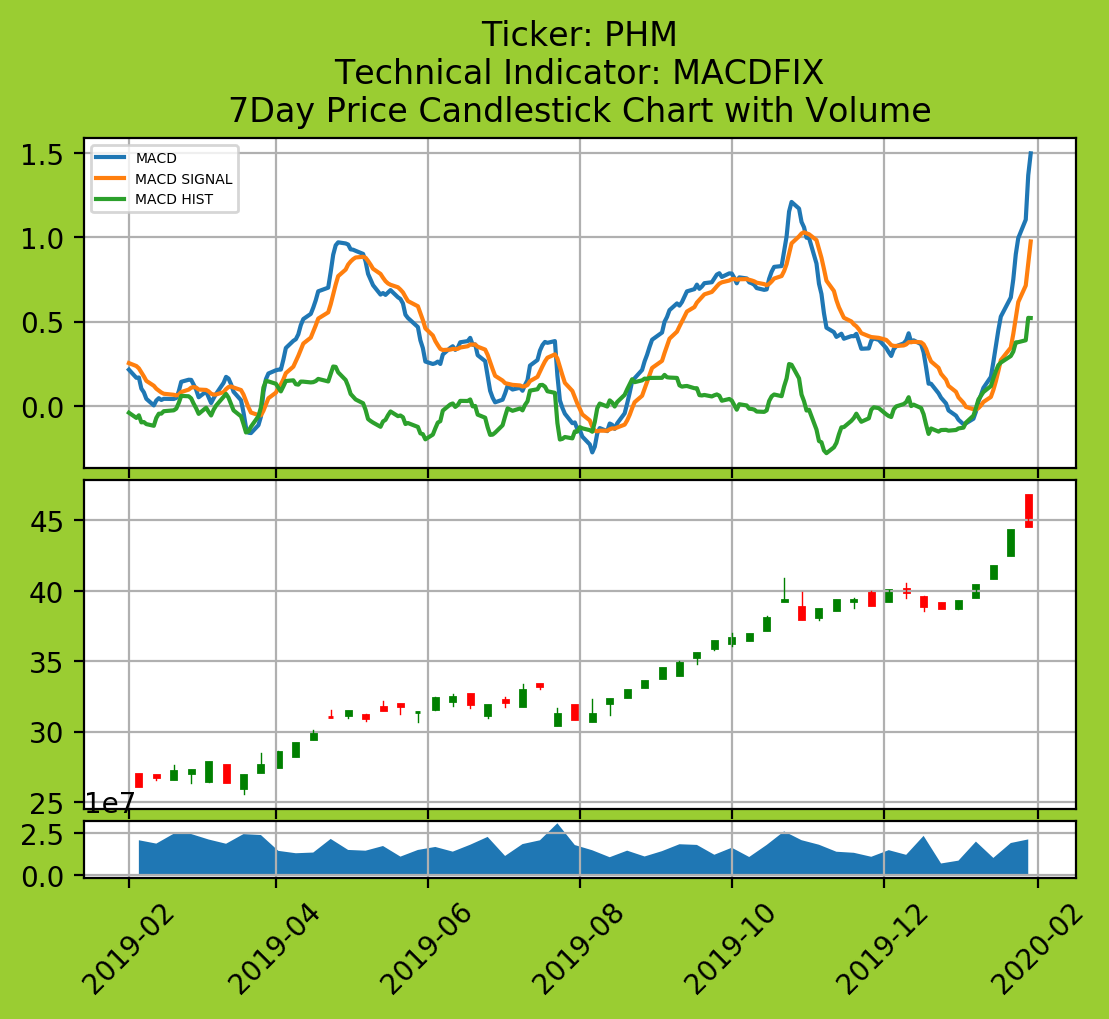 Ticker: PHM
Technical Indicator: MACDFIX
7Day Price Candlestick Chart with Volume
1.5
1.0
0.5
0.0
MACD
MACD SIGNAL
MACD HIST
45
40
35
30
25
1e7
2.5
0.0
2019-02
2019-04
2019-06
2019-08
2019-10
2019-12
2020-02